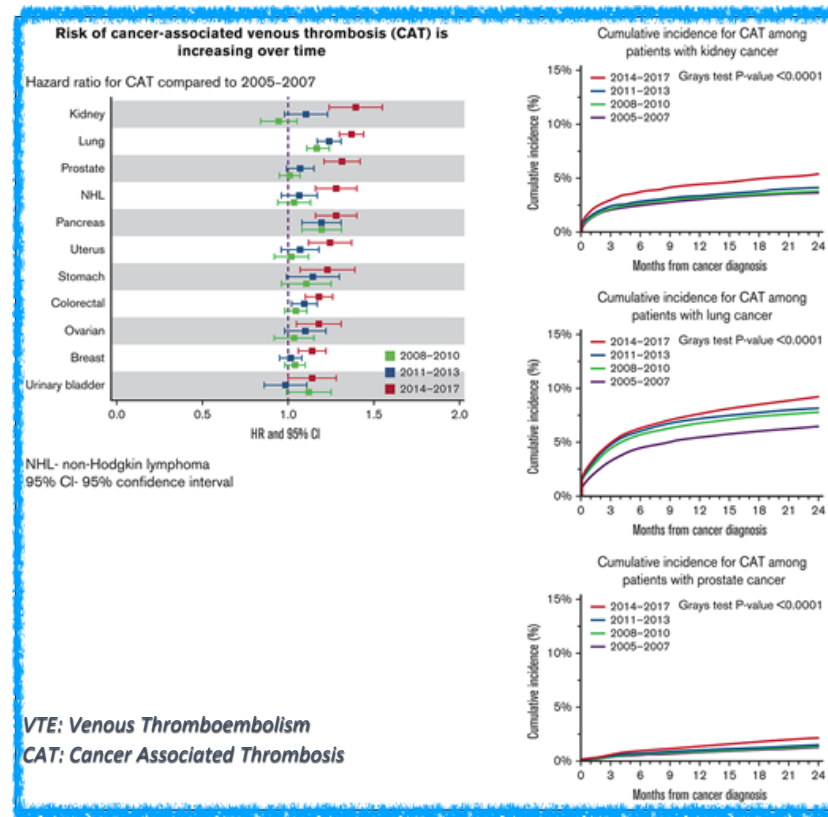 Risk of cancer-associated venous thrombosis (CAT) is
increasing over time
Hazard ratio for CAT compared to 2005–2007
Kidney
Lung
Prostate
NHL
Pancreas
Uterus
Stomach
Colorectal
Ovarian
Breast
Urinary bladder
2008–2010
2011–2013
2014–2017
0.0 0.5 1.0 1.5 2.0
HR and 95% CI
NHL- non-Hodgkin lymphoma
95% CI- 95% confidence interval
VTE: Venous Thromboembolism
CAT: Cancer Associated Thrombosis
Cumulative incidence for CAT among
patients with kidney cancer
15%
10%
5%
0%
Cumulative incidence (%)
2014–2017 Grays test P-value <0.0001
2011–2013
2008–2010
2005–2007
0 3 6 9 12 15 18 21 24
Months from cancer diagnosis
Cumulative incidence for CAT among
patients with lung cancer
15%
10%
5%
0%
Cumulative incidence (%)
2014–2017 Grays test P-value <0.0001
2011–2013
2008–2010
2005–2007
0 3 6 9 12 15 18 21 24
Months from cancer diagnosis
Cumulative incidence for CAT among
patients with prostate cancer
15%
10%
5%
0%
Cumulative incidence (%)
2014–2017 Grays test P-value <0.0001
2011–2013
2008–2010
2005–2007
0 3 6 9 12 15 18 21 24
Months from cancer diagnosis